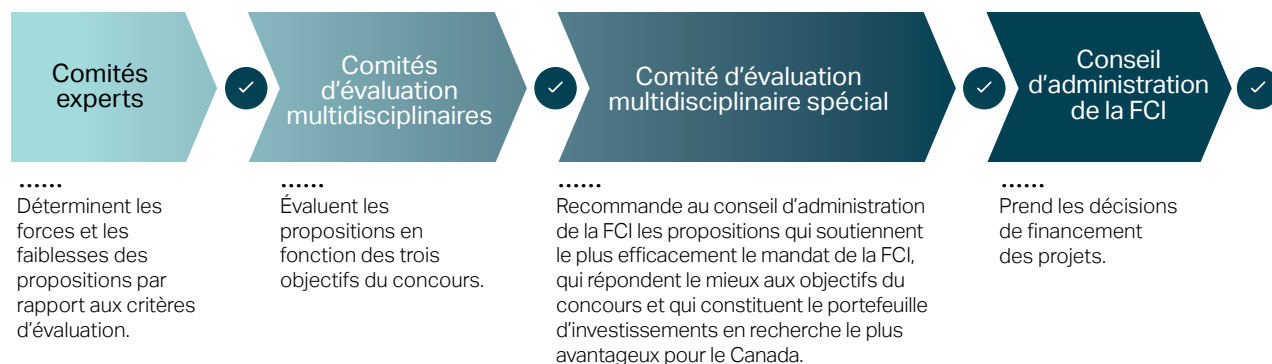 Comités
experts
Comités
d'évaluation
multidisciplinaires
Comité d'évaluation
multidisciplinaire spécial
Conseil
d'administration
de la FCI
......
Déterminent les
forces et les
faiblesses des
propositions par
rapport aux critères
d'évaluation.
......
Évaluent les
propositions en
fonction des trois
objectifs du concours.
......
Recommande au conseil d'administration
de la FCI les propositions qui soutiennent
le plus efficacement le mandat de la FCI,
qui répondent le mieux aux objectifs du
concours et qui constituent le portefeuille
d'investissements en recherche le plus
avantageux pour le Canada.
......
Prend les décisions
de financement
des projets.